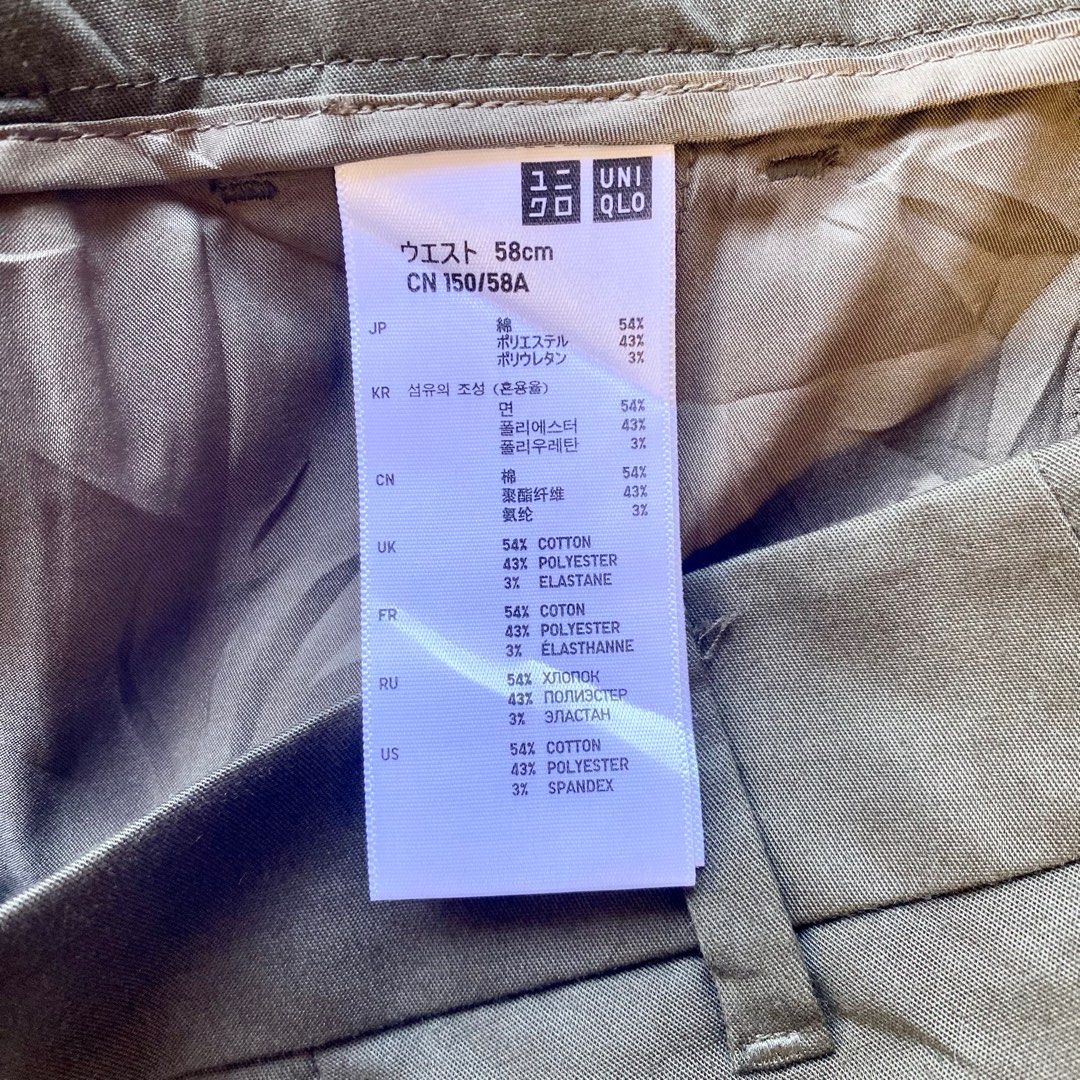 ユニ
クロ
UNI
QLO
ウエスト 58cm
CN 150/58A
JP 綿 54%
ポリエステル 43%
ポリウレタン 3%
KR 섬유의 조성 (혼용율)
면 54%
폴리에스터 43%
폴리우레탄 3%
CN 棉 54%
聚酯纤维 43%
氨纶 3%
UK 54% COTTON
43% POLYESTER
3% ELASTANE
FR 54% COTON
43% POLYESTER
3% ÉLASTHANNE
RU 54% ХЛОПОК
43% ПОЛИЭСТЕР
3% ЭЛАСТАН
US 54% COTTON
43% POLYESTER
3% SPANDEX